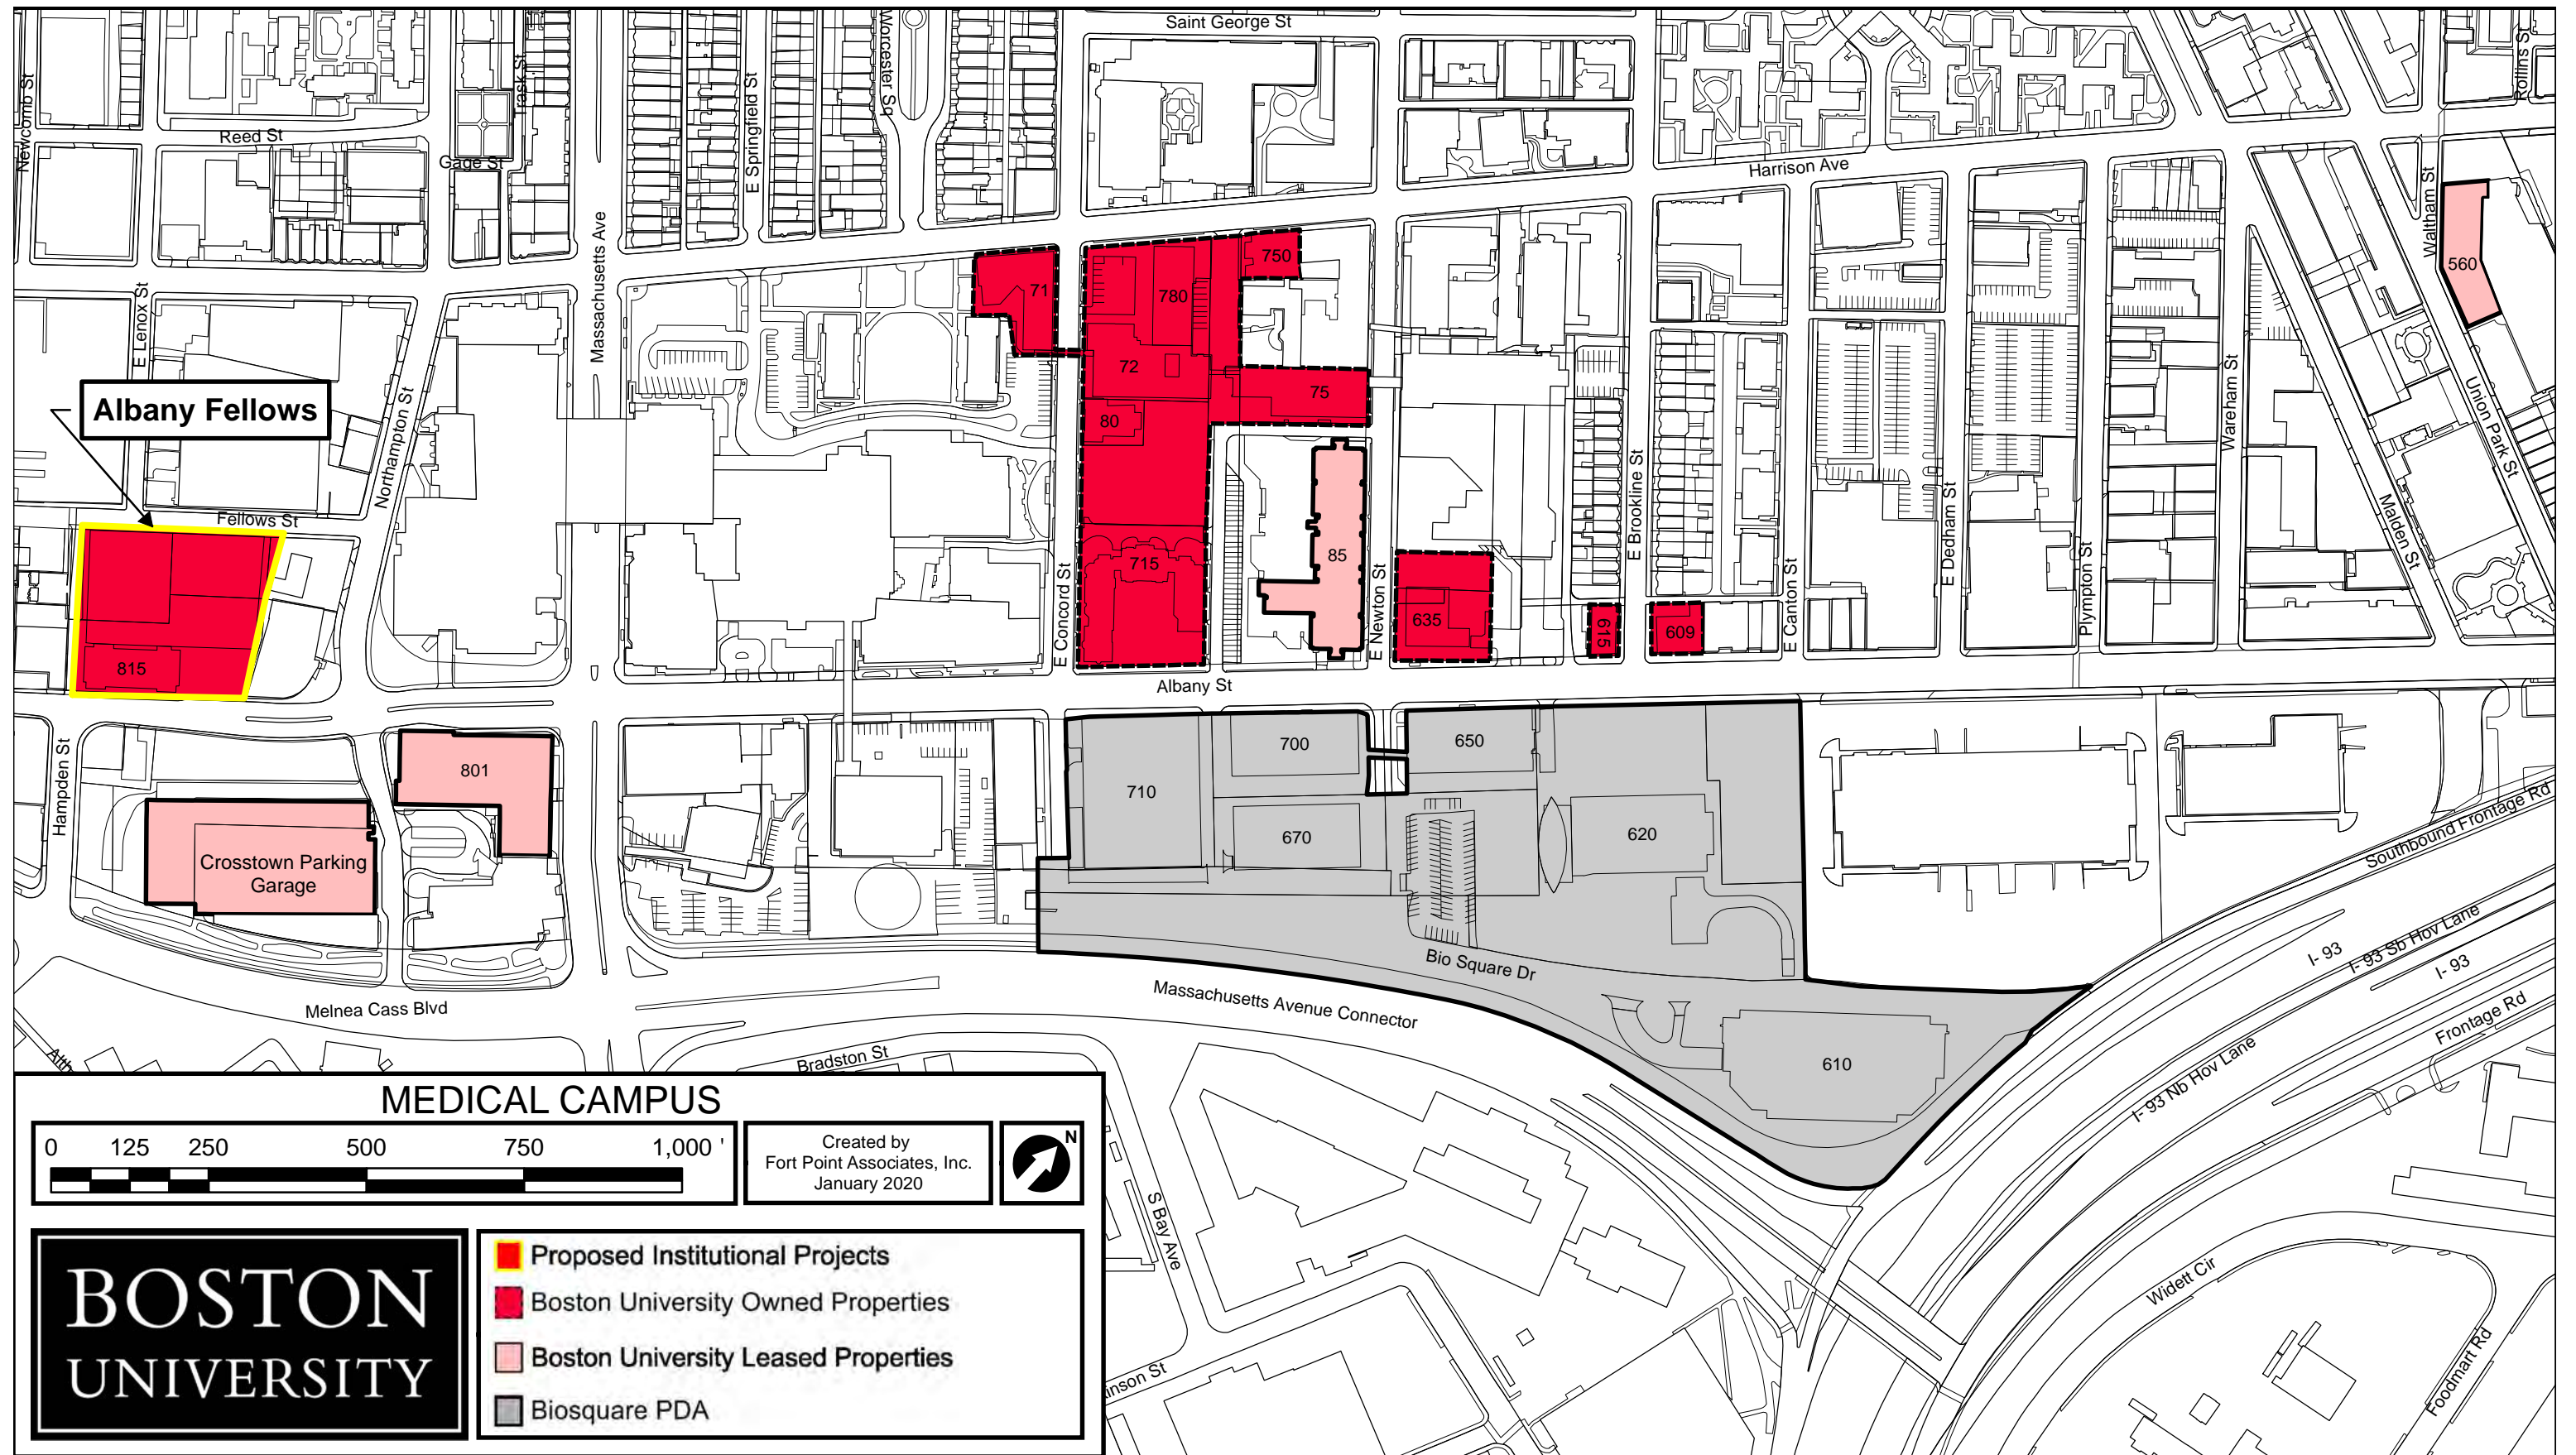 Saint George St
Newcomb St
Reed St
Gage St
Trask St
E Springfield St
Worcester Sq
Harrison Ave
Rollins St
Waltham St
Massachusetts Ave
E Lenox St
Northampton St
Albany Fellows
Fellows St
815
71
750
780
72
75
80
715
85
635
615
609
560
E Concord St
E Newton St
E Brookline St
E Canton St
E Dedham St
Plympton St
Wareham St
Malden St
Union Park St
Albany St
Hampden St
801
Crosstown Parking
Garage
710
700
650
670
620
610
Bio Square Dr
Massachusetts Avenue Connector
Melnea Cass Blvd
Bradston St
S Bay Ave
Southbound Frontage Rd
I- 93
I- 93 Sb Hov Lane
I- 93
Frontage Rd
I- 93 Nb Hov Lane
Widett Cir
Foodmart Rd
MEDICAL CAMPUS
0 125 250 500 750 1,000 '
Created by
Fort Point Associates, Inc.
January 2020
N
BOSTON
UNIVERSITY
Proposed Institutional Projects
Boston University Owned Properties
Boston University Leased Properties
Biosquare PDA